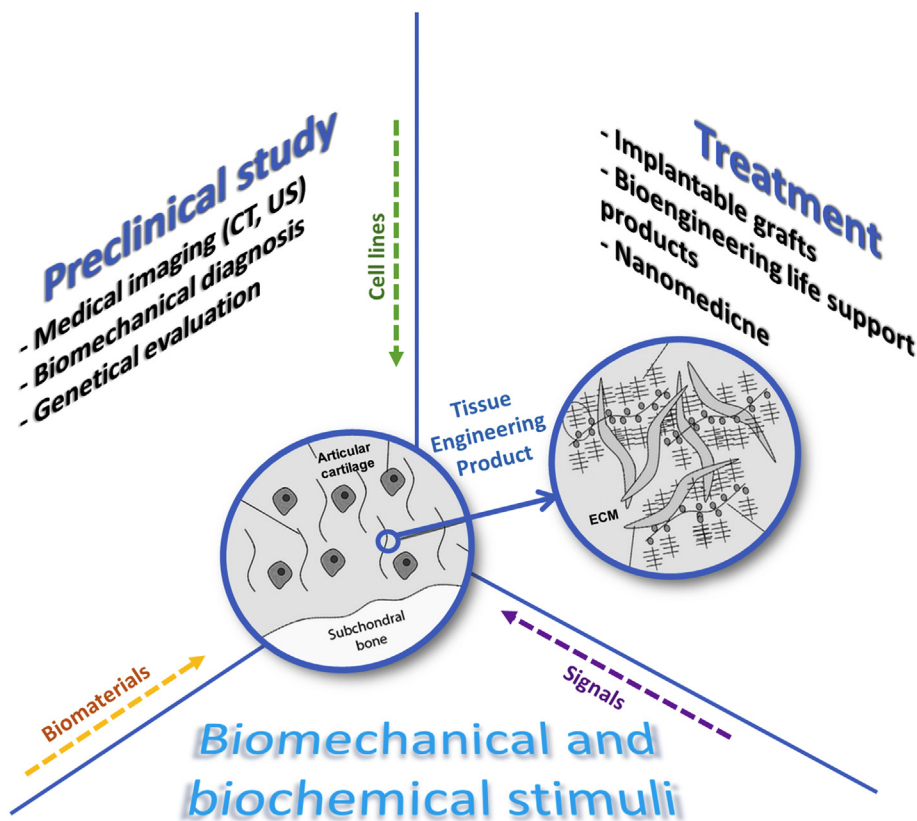 Preclinical study
- Medical imaging (CT, US)
- Biomechanical diagnosis
- Genetical evaluation
Cell lines
Treatment
- Implantable grafts
- Bioengineering life support
products
- Nanomedicne
Tissue
Engineering
Product
Articular
cartilage
ECM
Subchondral
bone
Biomaterials
Signals
Biomechanical and
biochemical stimuli